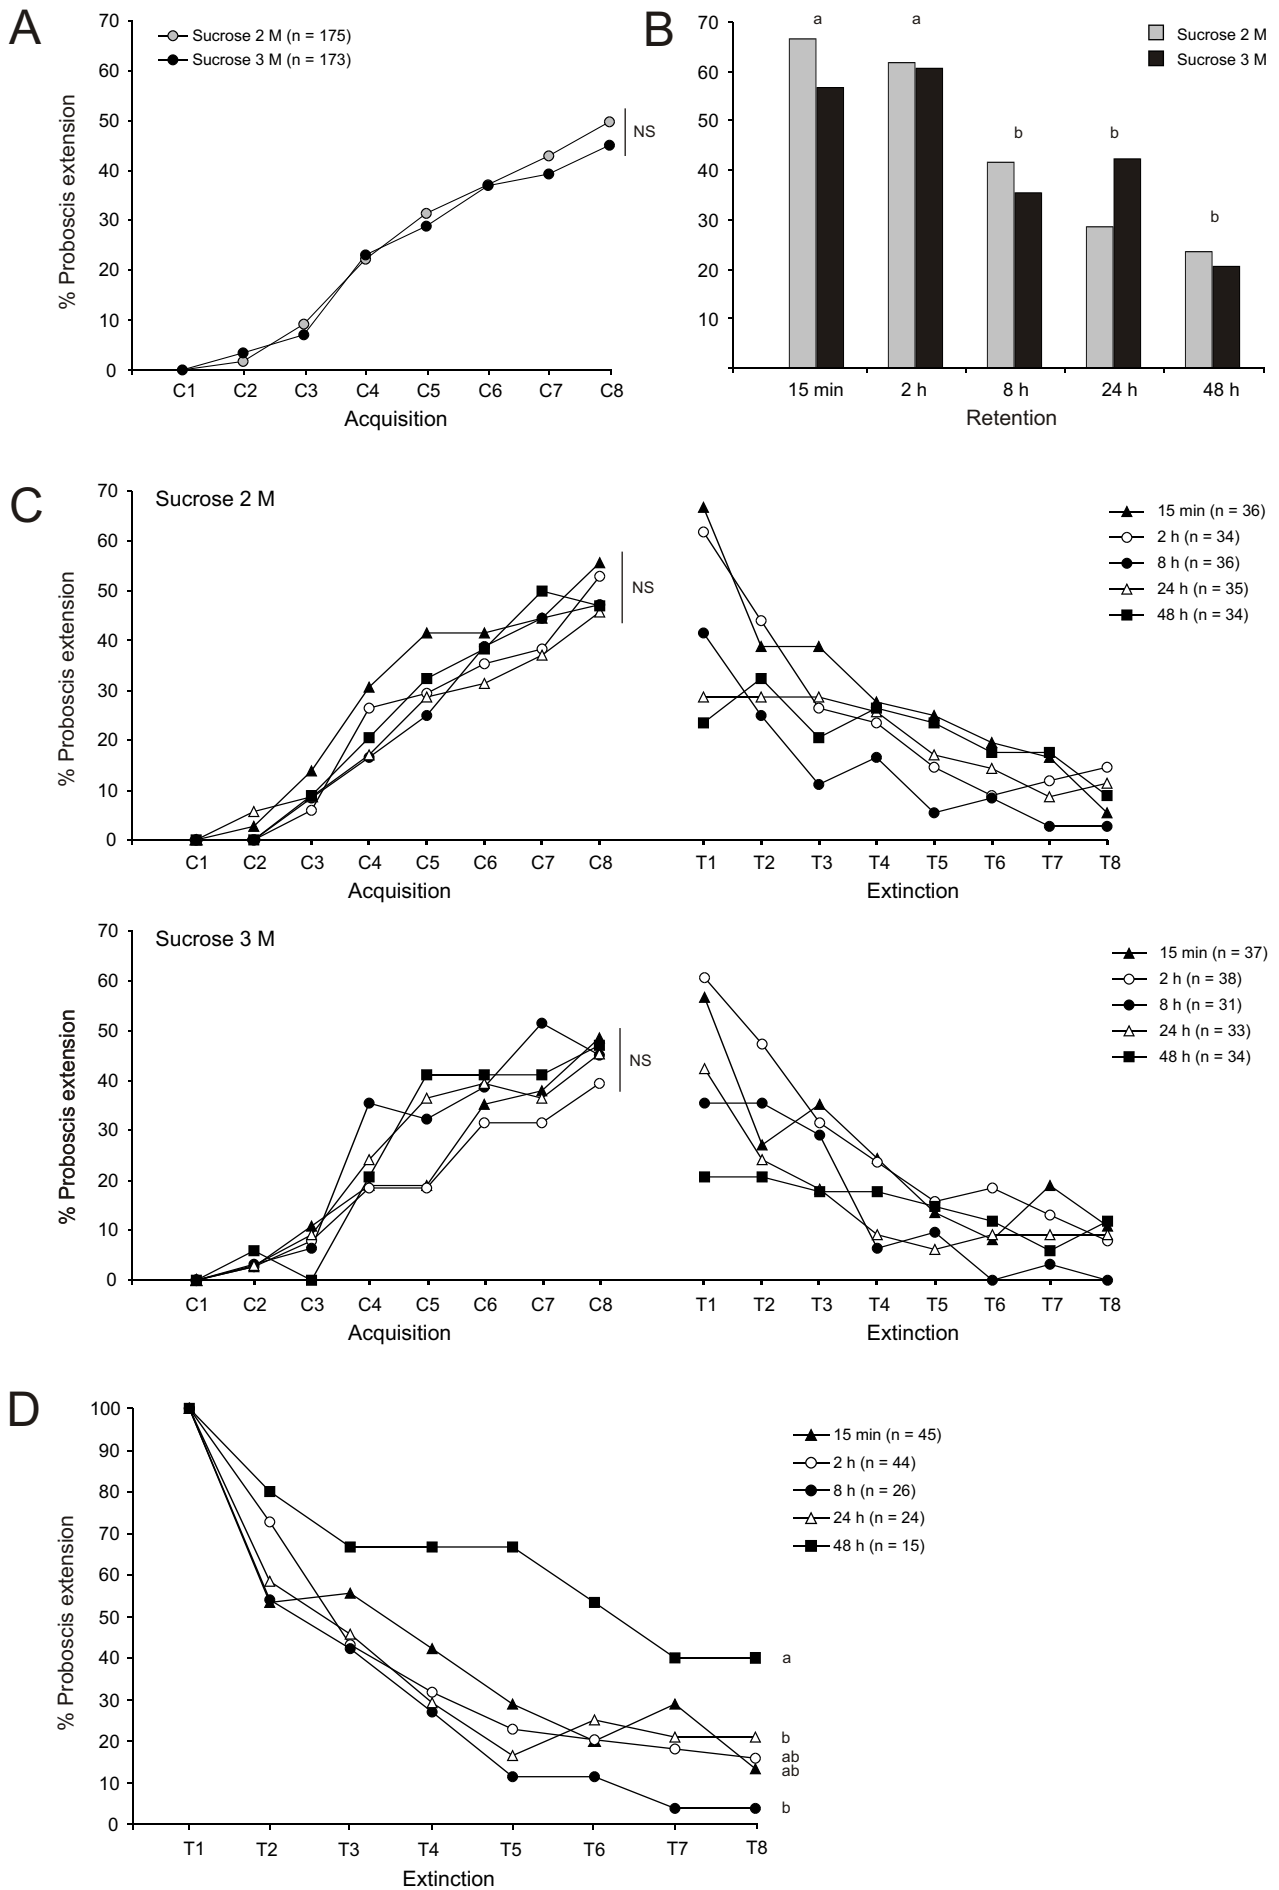 A
% Proboscis extension
70
60
50
40
30
20
10
0
Sucrose 2 M (n = 175)
Sucrose 3 M (n = 173)
NS
C1 C2 C3 C4 C5 C6 C7 C8
Acquisition
B
70
60
50
40
30
20
10
a a b b b
Sucrose 2 M
Sucrose 3 M
15 min 2 h 8 h 24 h 48 h
Retention
C
Sucrose 2 M
% Proboscis extension
70
60
50
40
30
20
10
0
NS
C1 C2 C3 C4 C5 C6 C7 C8
Acquisition
15 min (n = 36)
2 h (n = 34)
8 h (n = 36)
24 h (n = 35)
48 h (n = 34)
T1 T2 T3 T4 T5 T6 T7 T8
Extinction
Sucrose 3 M
% Proboscis extension
70
60
50
40
30
20
10
0
NS
C1 C2 C3 C4 C5 C6 C7 C8
Acquisition
15 min (n = 37)
2 h (n = 38)
8 h (n = 31)
24 h (n = 33)
48 h (n = 34)
T1 T2 T3 T4 T5 T6 T7 T8
Extinction
D
% Proboscis extension
100
90
80
70
60
50
40
30
20
10
0
15 min (n = 45)
2 h (n = 44)
8 h (n = 26)
24 h (n = 24)
48 h (n = 15)
a
b
ab
ab
b
T1 T2 T3 T4 T5 T6 T7 T8
Extinction